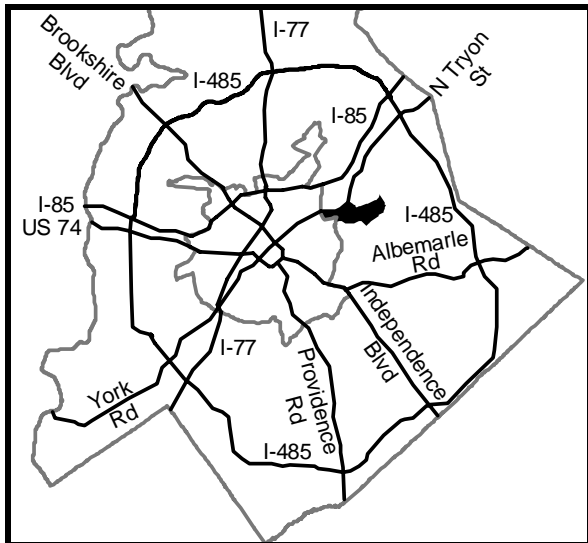 I-77
Brookshire
Blvd
N Tryon
St
I-485
I-85
I-85
US 74
I-485
Albemarle
Rd
Independence
Blvd
I-77
Providence
Rd
York
Rd
I-485